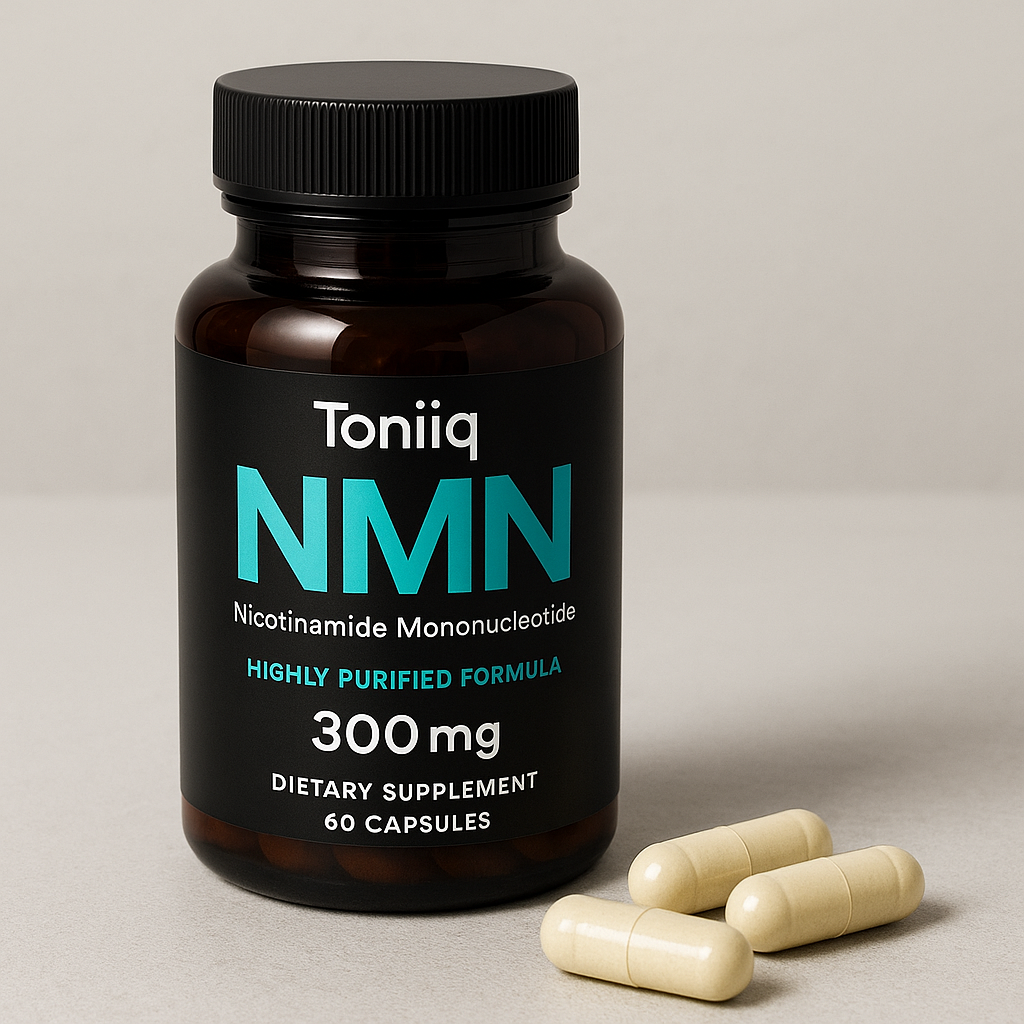 Toniiq
NMN
Nicotinamide Mononucleotide
HIGHLY PURIFIED FORMULA
300 mg
DIETARY SUPPLEMENT
60 CAPSULES